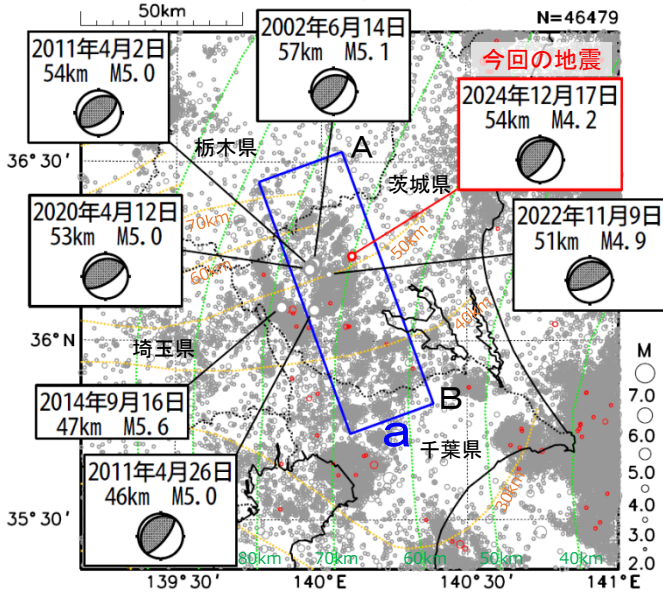 50km
N=46479
2011年4月2日
54km M5.0
2002年6月14日
57km M5.1
今回の地震
2024年12月17日
54km M4.2
栃木県
A
茨城県
36°30′
2020年4月12日
53km M5.0
70km
60km
50km
2022年11月9日
51km M4.9
40km
36°N
埼玉県
M
7.0
6.0
5.0
4.0
3.0
2.0
2014年9月16日
47km M5.6
B
a
千葉県
2011年4月26日
46km M5.0
30km
35°30′
80km
70km
60km
50km
40km
139°30′
140°E
140°30′
141°E